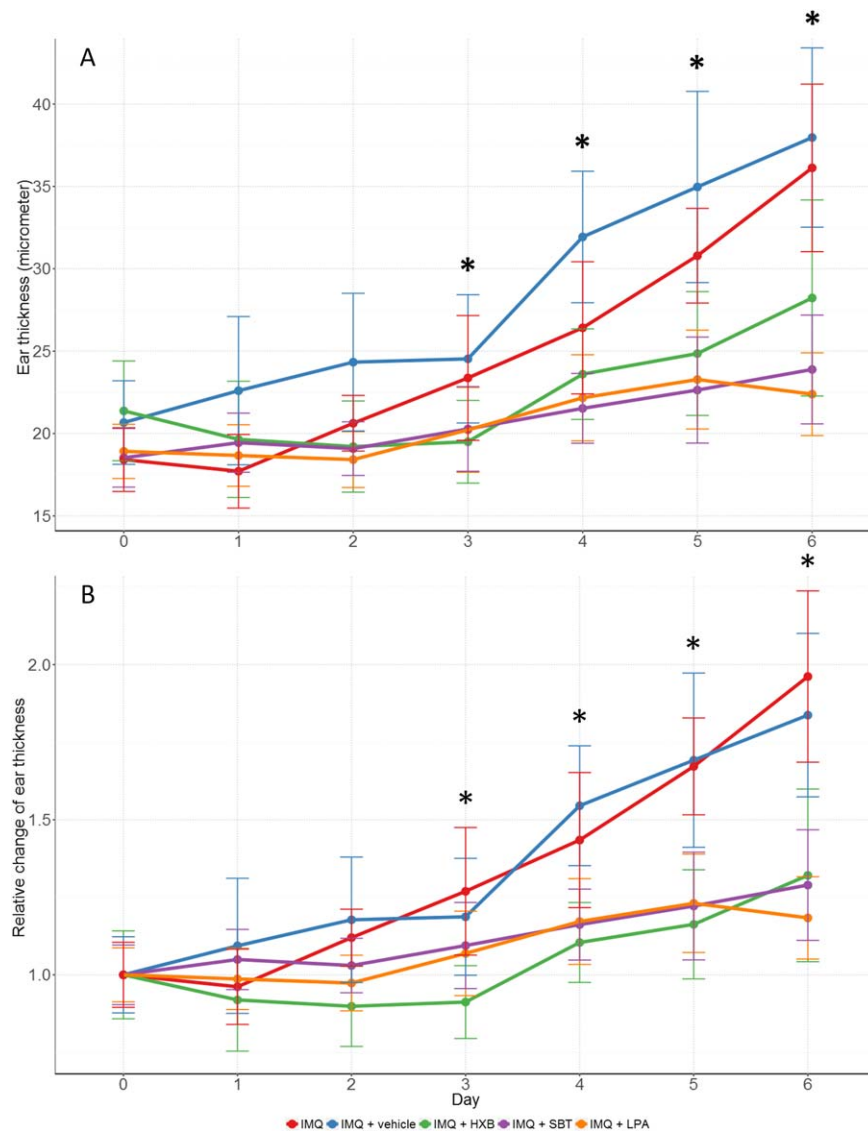 A
*
*
*
*
Ear thickness (micrometer)
40
35
30
25
20
15
0 1 2 3 4 5 6
B
*
*
*
*
Relative change of ear thickness
2.0
1.5
1.0
0 1 2 3 4 5 6
Day
IMQ IMQ + vehicle IMQ + HXB IMQ + SBT IMQ + LPA